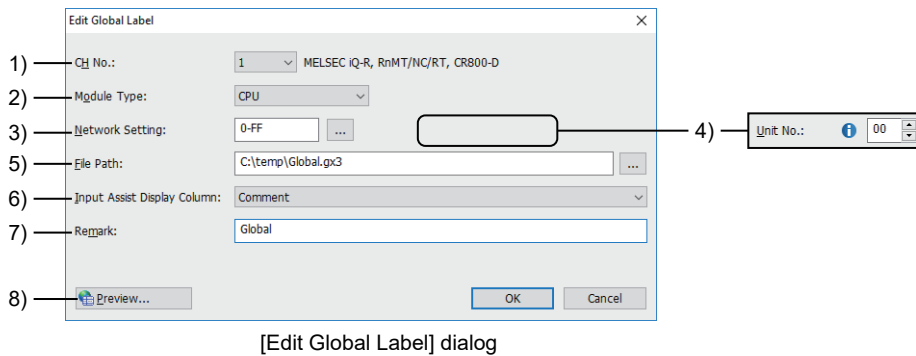 Edit Global Label
1) CH No.: 1 MELSEC iQ-R, RnMT/NC/RT, CR800-D
2) Module Type: CPU
3) Network Setting: 0-FF ... 4) Unit No.: 00
5) File Path: C:\temp\Global.gx3 ...
6) Input Assist Display Column: Comment
7) Remark: Global
8) Preview... OK Cancel
[Edit Global Label] dialog